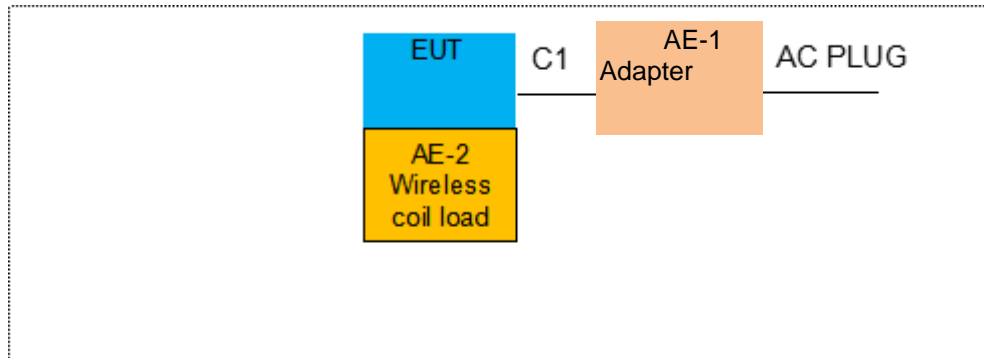 EUT
C1
AE-1
Adapter
AC PLUG
AE-2
Wireless
coil load